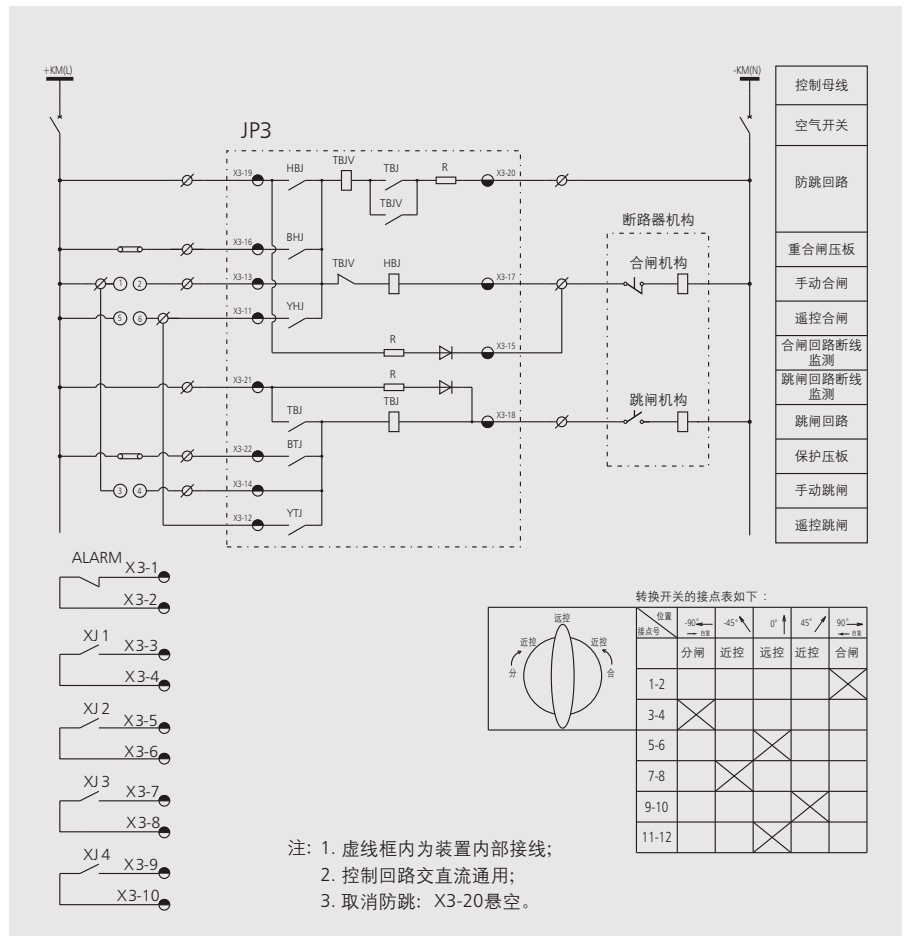 +KM(L)
-KM(N)
控制母线
空气开关
JP3
X3-19
HBJ
TBJV
TBJ
R
X3-20
TBJV
防跳回路
断路器机构
X3-16
BHJ
重合闸压板
合闸机构
1
2
X3-13
TBJV
HBJ
X3-17
手动合闸
5
6
X3-11
YHJ
遥控合闸
R
X3-15
合闸回路断线
监测
X3-21
R
跳闸回路断线
监测
TBJ
TBJ
X3-18
跳闸机构
跳闸回路
X3-22
BTJ
保护压板
3
4
X3-14
手动跳闸
X3-12
YTJ
遥控跳闸
ALARM
X3-1
X3-2
XJ1
X3-3
X3-4
XJ2
X3-5
X3-6
XJ3
X3-7
X3-8
XJ4
X3-9
X3-10
转换开关的接点表如下：
远控
近控
近控
分
合
位置
接点号
-90°
自复
-45°
0°
45°
90°
自复
分闸 近控 远控 近控 合闸
1-2
3-4
5-6
7-8
9-10
11-12
注: 1. 虚线框内为装置内部接线;
2. 控制回路交直流通用;
3. 取消防跳: X3-20悬空。